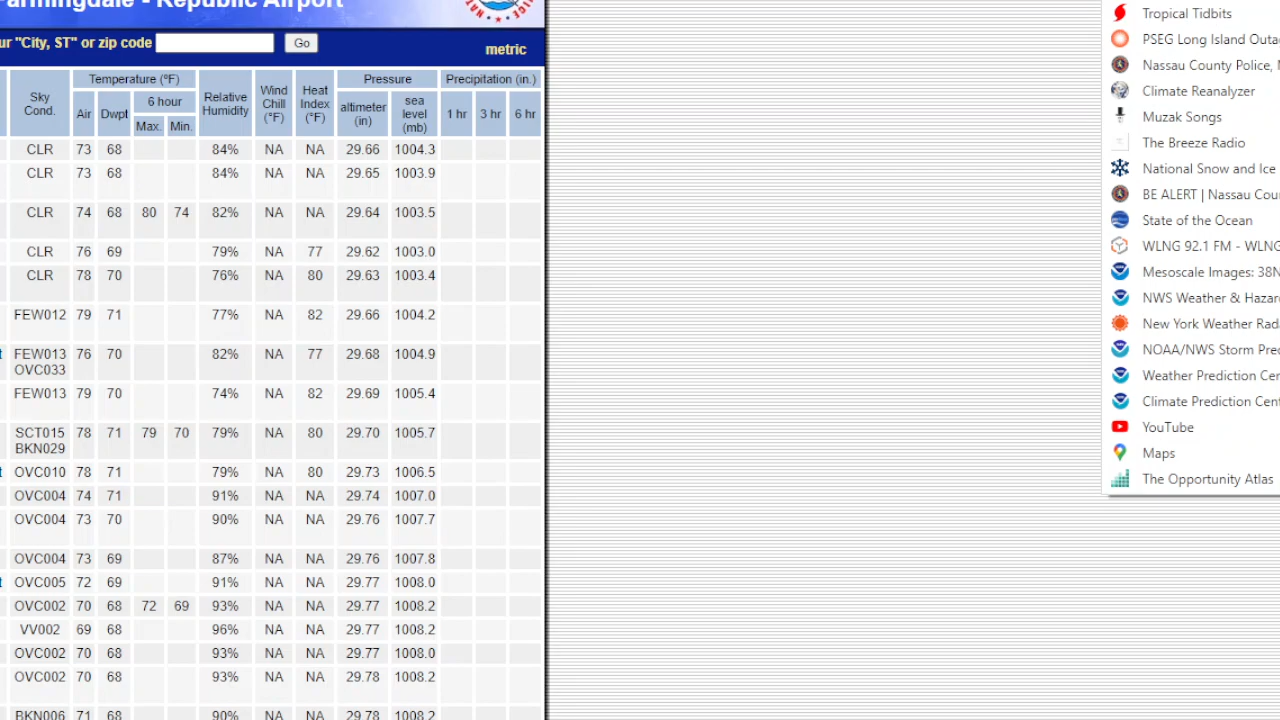 Farmingdale - Republic Airport
ur "City, ST" or zip code Go
metric
Sky Cond. Temperature (ºF) Relative Humidity Wind Chill (°F) Heat Index (°F) Pressure Precipitation (in.)
Air Dwpt 6 hour altimeter (in) sea level (mb) 1 hr 3 hr 6 hr
Max. Min.
CLR 73 68 84% NA NA 29.66 1004.3
CLR 73 68 84% NA NA 29.65 1003.9
CLR 74 68 80 74 82% NA NA 29.64 1003.5
CLR 76 69 79% NA 77 29.62 1003.0
CLR 78 70 76% NA 80 29.63 1003.4
FEW012 79 71 77% NA 82 29.66 1004.2
t FEW013 76 70 82% NA 77 29.68 1004.9
OVC033
FEW013 79 70 74% NA 82 29.69 1005.4
SCT015 78 71 79 70 79% NA 80 29.70 1005.7
BKN029
t OVC010 78 71 79% NA 80 29.73 1006.5
OVC004 74 71 91% NA NA 29.74 1007.0
OVC004 73 70 90% NA NA 29.76 1007.7
OVC004 73 69 87% NA NA 29.76 1007.8
t OVC005 72 69 91% NA NA 29.77 1008.0
OVC002 70 68 72 69 93% NA NA 29.77 1008.2
VV002 69 68 96% NA NA 29.77 1008.2
OVC002 70 68 93% NA NA 29.77 1008.0
OVC002 70 68 93% NA NA 29.78 1008.2
BKN006 71 68 90% NA NA 29.78 1008.2
Tropical Tidbits
PSEG Long Island Outa
Nassau County Police,
Climate Reanalyzer
Muzak Songs
The Breeze Radio
National Snow and Ice
BE ALERT | Nassau Cou
State of the Ocean
WLNG 92.1 FM - WLNG
Mesoscale Images: 38N
NWS Weather & Hazar
New York Weather Rad
NOAA/NWS Storm Pred
Weather Prediction Cen
Climate Prediction Cent
YouTube
Maps
The Opportunity Atlas